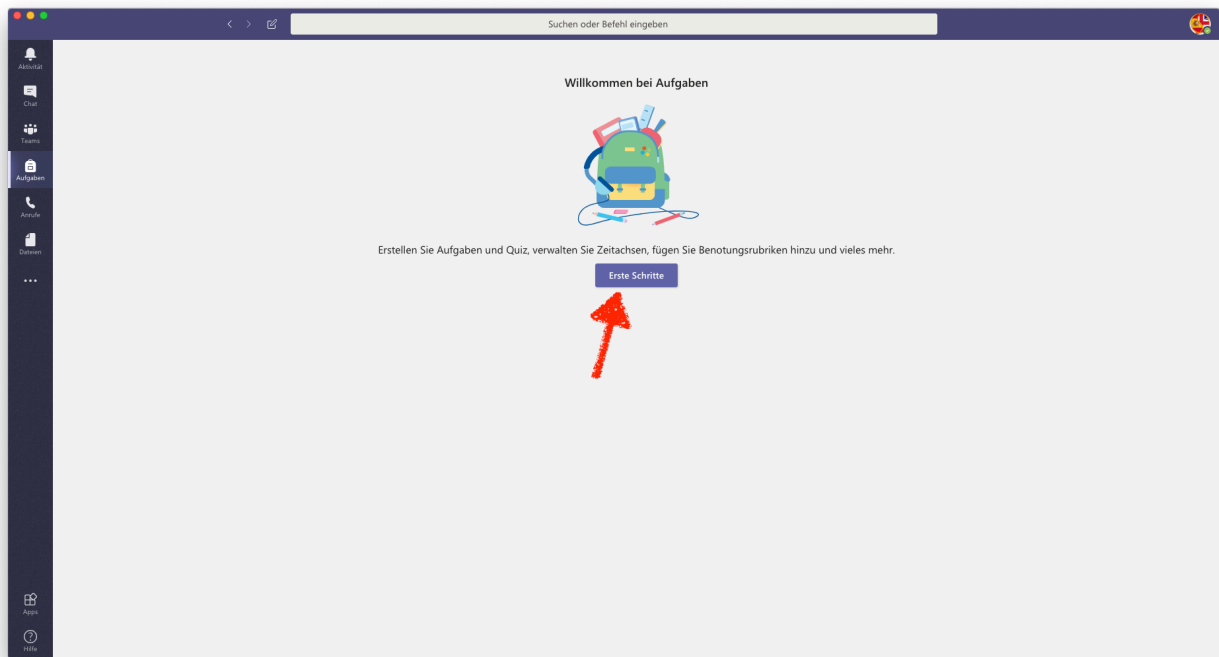 Suchen oder Befehl eingeben
Aktivität
Chat
Teams
Aufgaben
Anrufe
Dateien
Apps
Hilfe
Willkommen bei Aufgaben
Erstellen Sie Aufgaben und Quiz, verwalten Sie Zeitachsen, fügen Sie Benotungsrubriken hinzu und vieles mehr.
Erste Schritte